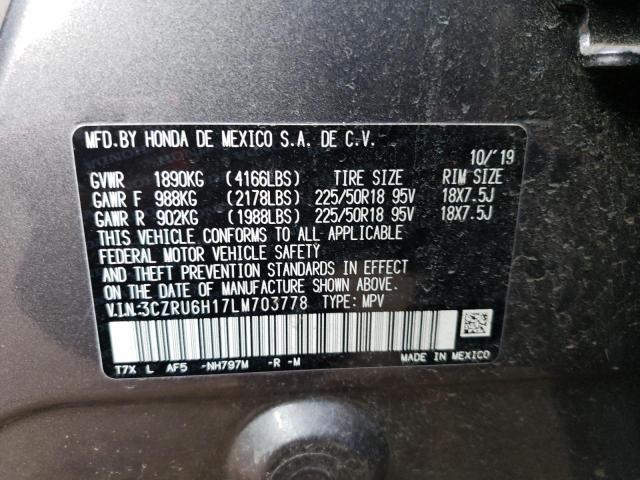 MFD.BY HONDA DE MEXICO S.A. DE C.V.
10/'19
GVWR 1890KG (4166LBS) TIRE SIZE RIM SIZE
GAWR F 988KG (2178LBS) 225/50R18 95V 18X7.5J
GAWR R 902KG (1988LBS) 225/50R18 95V 18X7.5J
THIS VEHICLE CONFORMS TO ALL APPLICABLE
FEDERAL MOTOR VEHICLE SAFETY
AND THEFT PREVENTION STANDARDS IN EFFECT
ON THE DATE OF MANUFACTURE SHOWN ABOVE.
V.I.N:3CZRU6H17LM703778 TYPE: MPV
T7X L AF5 -NH797M -R -M MADE IN MEXICO